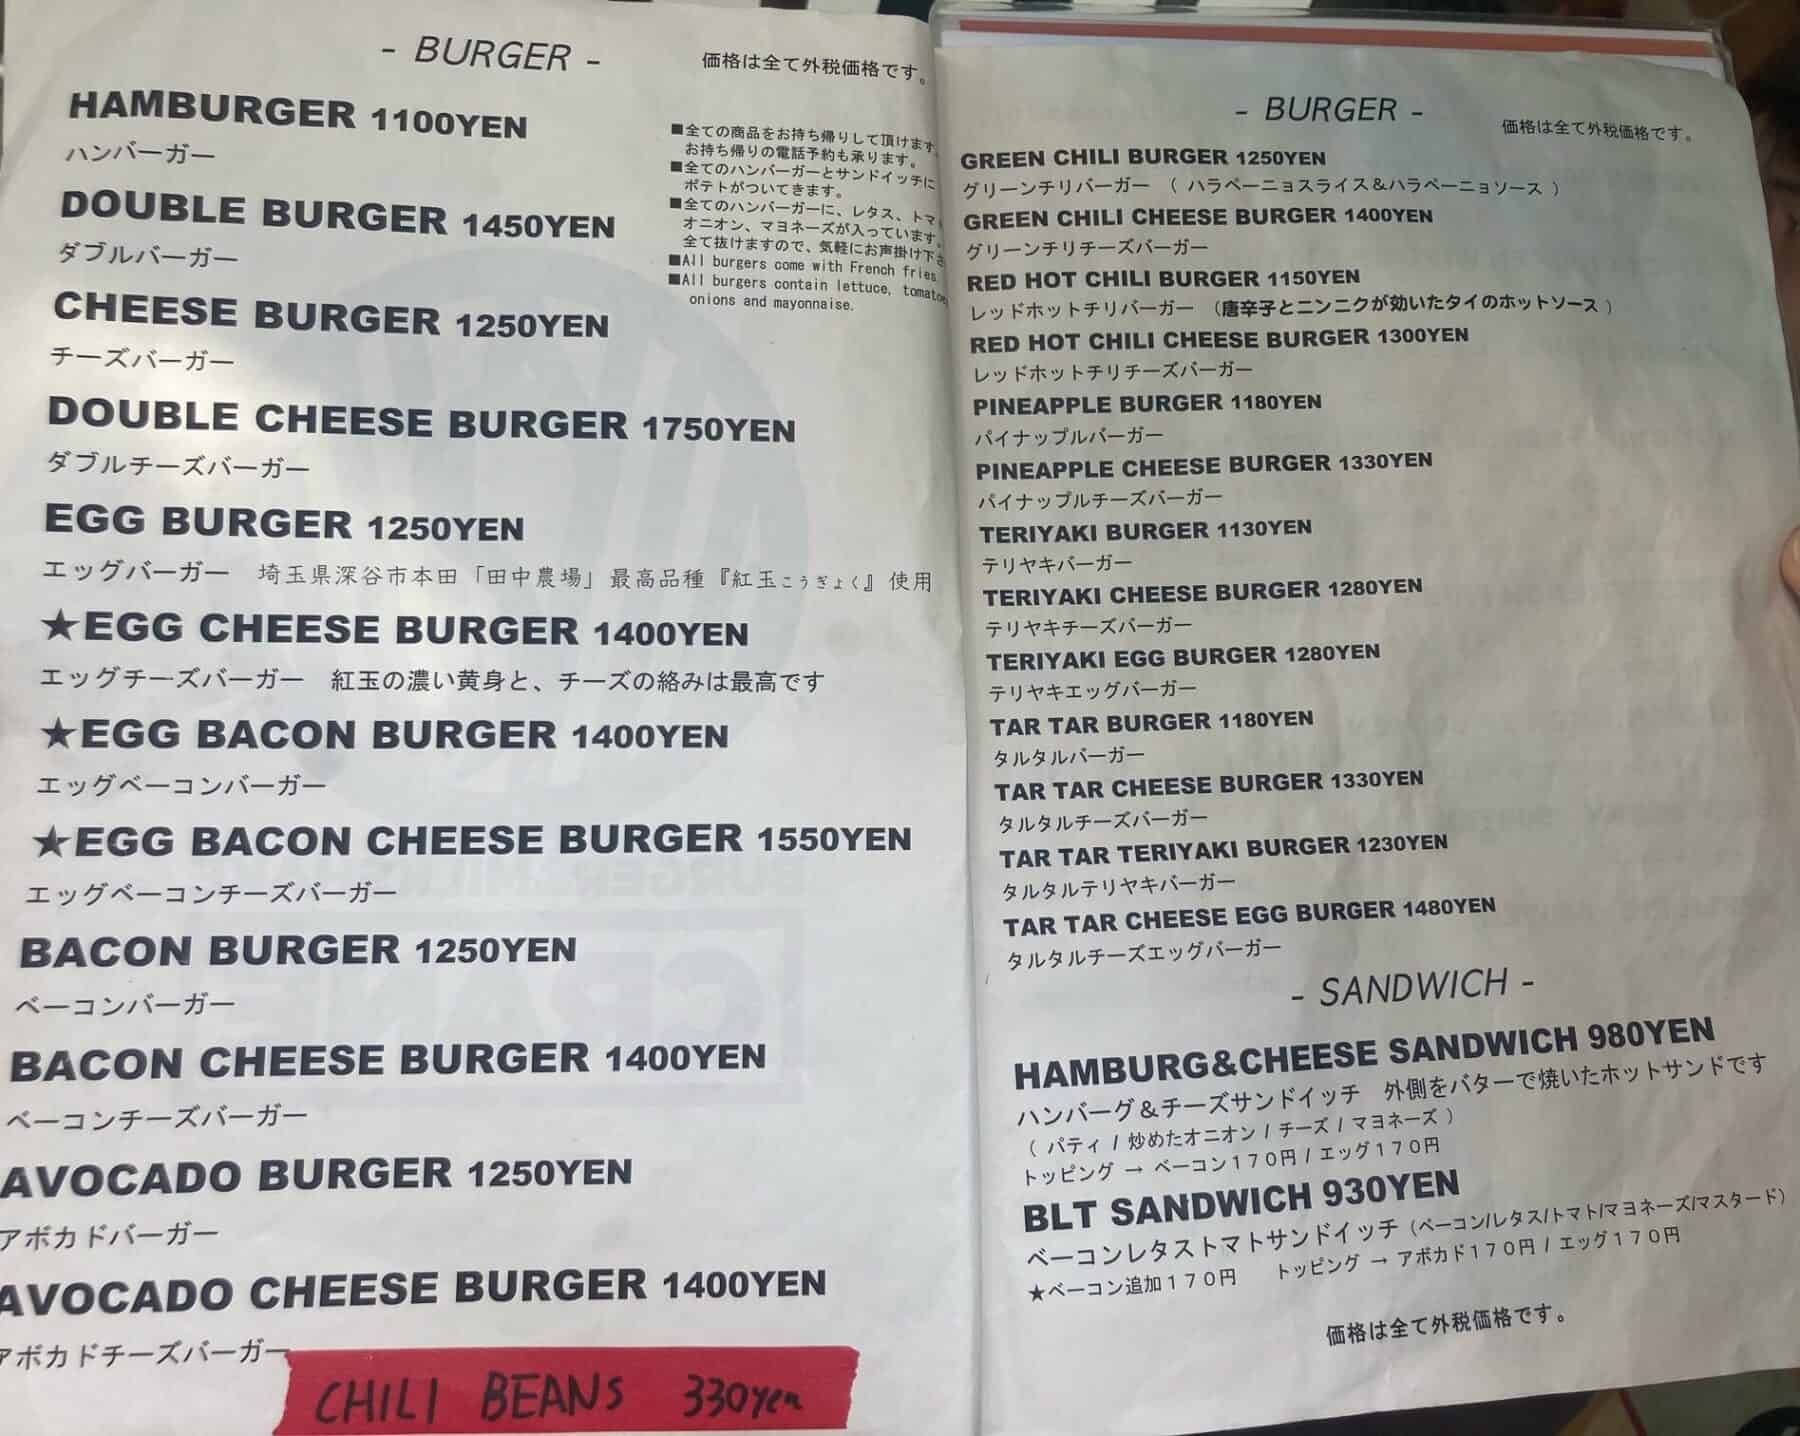 - BURGER -
価格は全て外税価格です。
HAMBURGER 1100YEN
ハンバーガー
■全ての商品をお持ち帰りして頂けます。
お持ち帰りの電話予約も承ります。
■全てのハンバーガーとサンドイッチに
ポテトがついてきます。
■全てのハンバーガーに、レタス、トマト
オニオン、マヨネーズが入っています。
全て抜けますので、気軽にお声掛け下さ
■All burgers come with French fries
■All burgers contain lettuce, tomatoe
onions and mayonnaise.
DOUBLE BURGER 1450YEN
ダブルバーガー
CHEESE BURGER 1250YEN
チーズバーガー
DOUBLE CHEESE BURGER 1750YEN
ダブルチーズバーガー
EGG BURGER 1250YEN
エッグバーガー 埼玉県深谷市本田「田中農場」最高品種『紅玉こうぎょく』使用
★EGG CHEESE BURGER 1400YEN
エッグチーズバーガー 紅玉の濃い黄身と、チーズの絡みは最高です
★EGG BACON BURGER 1400YEN
エッグベーコンバーガー
★EGG BACON CHEESE BURGER 1550YEN
エッグベーコンチーズバーガー
BACON BURGER 1250YEN
ベーコンバーガー
BACON CHEESE BURGER 1400YEN
ベーコンチーズバーガー
AVOCADO BURGER 1250YEN
アボカドバーガー
AVOCADO CHEESE BURGER 1400YEN
アボカドチーズバーガー
CHILI BEANS 330yen
- BURGER -
価格は全て外税価格です。
GREEN CHILI BURGER 1250YEN
グリーンチリバーガー （ ハラペーニョスライス＆ハラペーニョソース ）
GREEN CHILI CHEESE BURGER 1400YEN
グリーンチリチーズバーガー
RED HOT CHILI BURGER 1150YEN
レッドホットチリバーガー （唐辛子とニンニクが効いたタイのホットソース ）
RED HOT CHILI CHEESE BURGER 1300YEN
レッドホットチリチーズバーガー
PINEAPPLE BURGER 1180YEN
パイナップルバーガー
PINEAPPLE CHEESE BURGER 1330YEN
パイナップルチーズバーガー
TERIYAKI BURGER 1130YEN
テリヤキバーガー
TERIYAKI CHEESE BURGER 1280YEN
テリヤキチーズバーガー
TERIYAKI EGG BURGER 1280YEN
テリヤキエッグバーガー
TAR TAR BURGER 1180YEN
タルタルバーガー
TAR TAR CHEESE BURGER 1330YEN
タルタルチーズバーガー
TAR TAR TERIYAKI BURGER 1230YEN
タルタルテリヤキバーガー
TAR TAR CHEESE EGG BURGER 1480YEN
タルタルチーズエッグバーガー
- SANDWICH -
HAMBURG&CHEESE SANDWICH 980YEN
ハンバーグ＆チーズサンドイッチ 外側をバターで焼いたホットサンドです
（ パティ / 炒めたオニオン / チーズ / マヨネーズ ）
トッピング → ベーコン１７０円 / エッグ１７０円
BLT SANDWICH 930YEN
ベーコンレタストマトサンドイッチ（ベーコン/レタス/トマト/マヨネーズ/マスタード）
★ベーコン追加１７０円 トッピング → アボカド１７０円 / エッグ１７０円
価格は全て外税価格です。